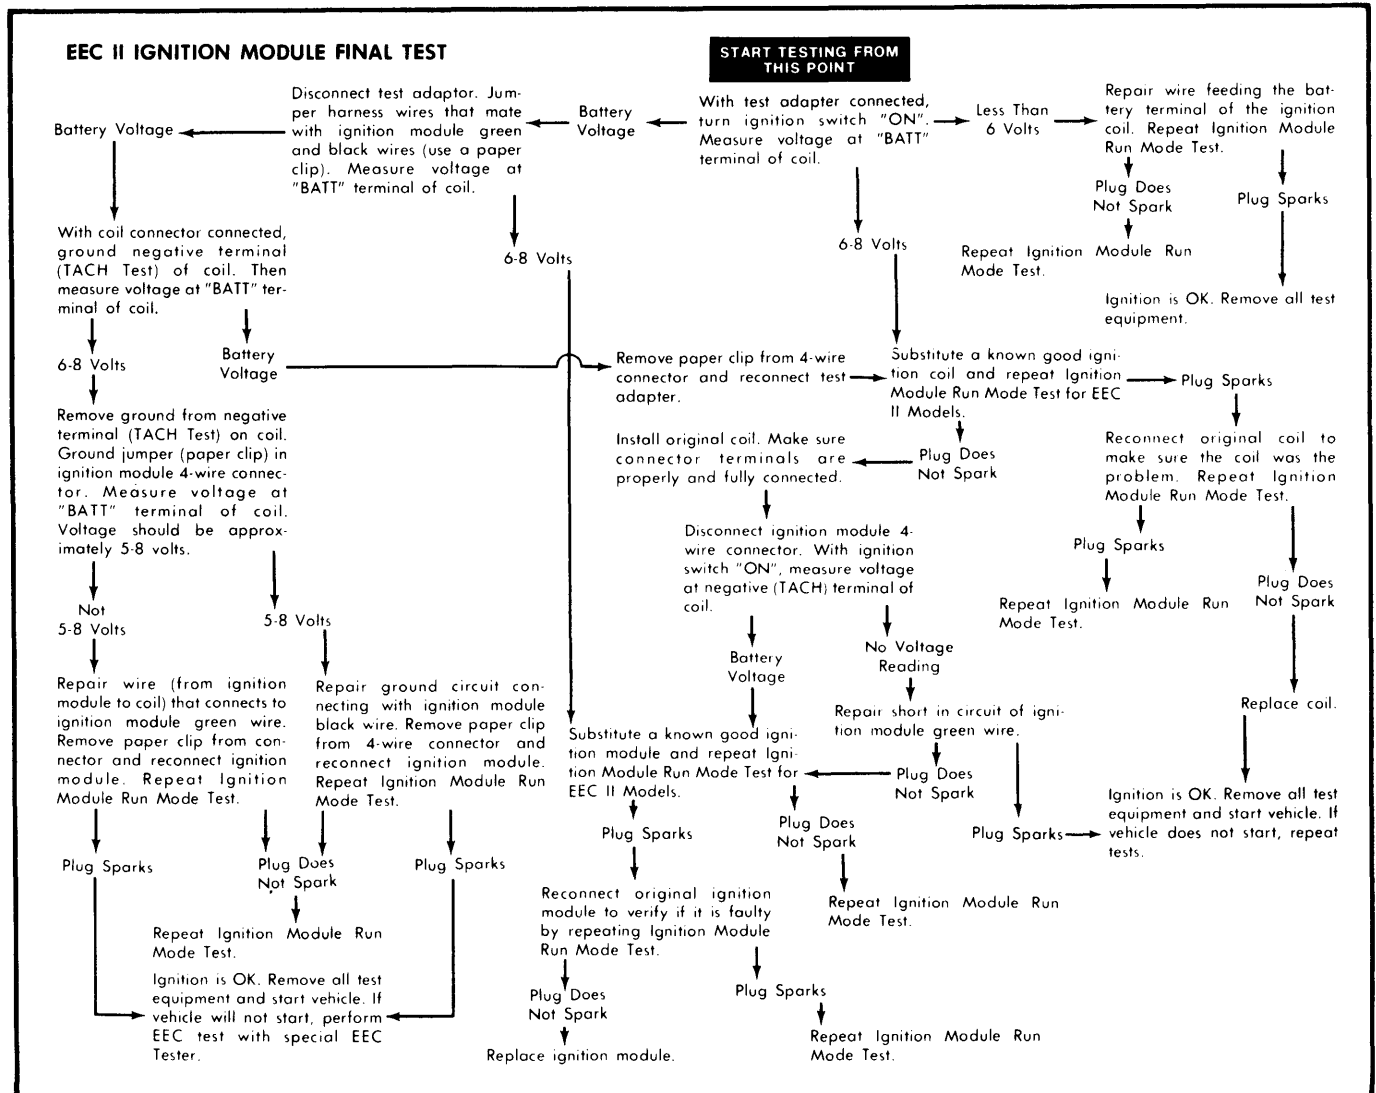 EEC II IGNITION MODULE FINAL TEST
START TESTING FROM
THIS POINT
Battery Voltage
Disconnect test adaptor. Jum-
per harness wires that mate
with ignition module green
and black wires (use a paper
clip). Measure voltage at
"BATT" terminal of coil.
Battery
Voltage
With test adapter connected,
turn ignition switch "ON".
Measure voltage at "BATT"
terminal of coil.
Less Than
6 Volts
Repair wire feeding the bat-
tery terminal of the ignition
coil. Repeat Ignition Module
Run Mode Test.
Plug Does
Not Spark
Plug Sparks
Repeat Ignition Module Run
Mode Test.
Ignition is OK. Remove all test
equipment.
6-8 Volts
6-8 Volts
With coil connector connected,
ground negative terminal
(TACH Test) of coil. Then
measure voltage at "BATT" ter-
minal of coil.
6-8 Volts
Battery
Voltage
Remove paper clip from 4-wire
connector and reconnect test
adapter.
Substitute a known good igni-
tion coil and repeat Ignition
Module Run Mode Test for EEC
II Models.
Plug Sparks
Remove ground from negative
terminal (TACH Test) on coil.
Ground jumper (paper clip) in
ignition module 4-wire connec-
tor. Measure voltage at
"BATT" terminal of coil.
Voltage should be approx-
imately 5-8 volts.
Install original coil. Make sure
connector terminals are
properly and fully connected.
Plug Does
Not Spark
Reconnect original coil to
make sure the coil was the
problem. Repeat Ignition
Module Run Mode Test.
Disconnect ignition module 4-
wire connector. With ignition
switch "ON", measure voltage
at negative (TACH) terminal of
coil.
Plug Sparks
Repeat Ignition Module Run
Mode Test.
Plug Does
Not Spark
Not
5-8 Volts
5-8 Volts
Battery
Voltage
No Voltage
Reading
Repair wire (from ignition
module to coil) that connects to
ignition module green wire.
Remove paper clip from con-
nector and reconnect ignition
module. Repeat Ignition
Module Run Mode Test.
Repair ground circuit con-
necting with ignition module
black wire. Remove paper clip
from 4-wire connector and
reconnect ignition module.
Repeat Ignition Module Run
Mode Test.
Substitute a known good igni-
tion module and repeat Igni-
tion Module Run Mode Test for
EEC II Models.
Repair short in circuit of igni-
tion module green wire.
Plug Does
Not Spark
Replace coil.
Plug Sparks
Ignition is OK. Remove all test
equipment and start vehicle. If
vehicle does not start, repeat
tests.
Plug Sparks
Plug Does
Not Spark
Plug Sparks
Plug Sparks
Plug Does
Not Spark
Repeat Ignition Module Run
Mode Test.
Reconnect original ignition
module to verify if it is faulty
by repeating Ignition Module
Run Mode Test.
Repeat Ignition Module Run
Mode Test.
Ignition is OK. Remove all test
equipment and start vehicle. If
vehicle will not start, perform
EEC test with special EEC
Tester.
Plug Does
Not Spark
Plug Sparks
Replace ignition module.
Repeat Ignition Module Run
Mode Test.